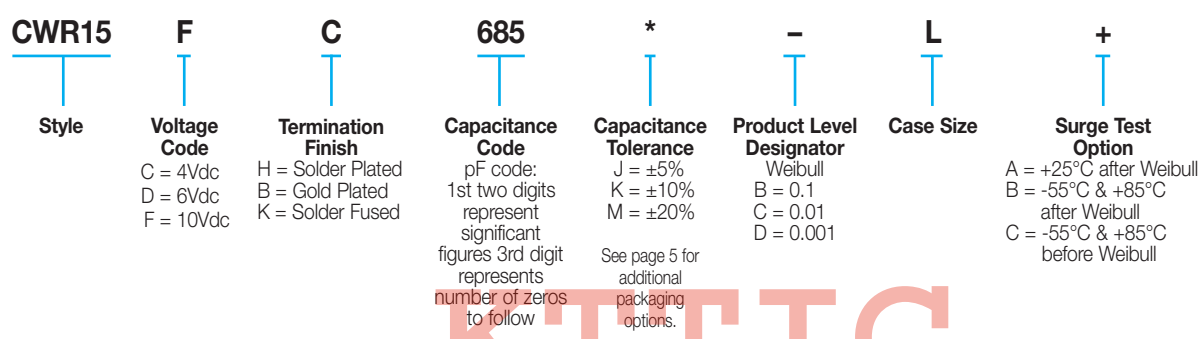 CWR15 F C 685 * – L +
Style
Voltage
Code
C = 4Vdc
D = 6Vdc
F = 10Vdc
Termination
Finish
H = Solder Plated
B = Gold Plated
K = Solder Fused
Capacitance
Code
pF code:
1st two digits
represent
significant
figures 3rd digit
represents
number of zeros
to follow
Capacitance
Tolerance
J = ±5%
K = ±10%
M = ±20%
See page 5 for
additional
packaging
options.
Product Level
Designator
Weibull
B = 0.1
C = 0.01
D = 0.001
Case Size
Surge Test
Option
A = +25°C after Weibull
B = -55°C & +85°C
after Weibull
C = -55°C & +85°C
before Weibull